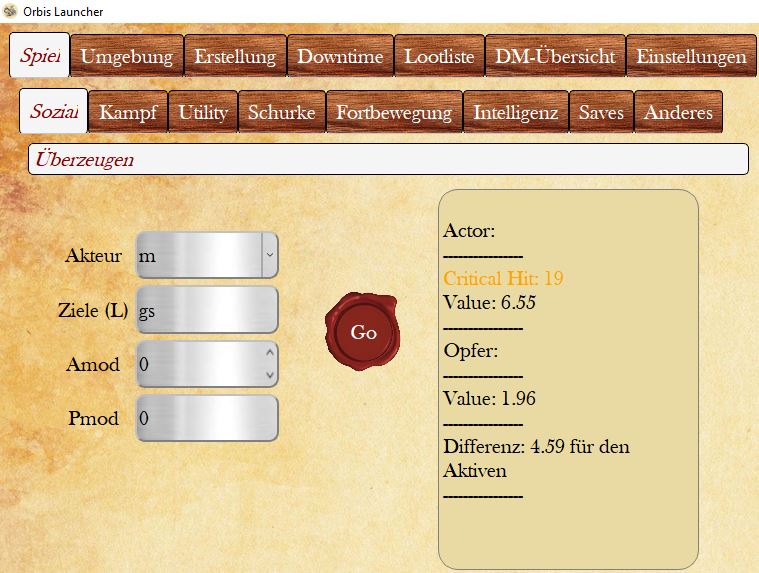 Orbis Launcher
Spiel Umgebung Erstellung Downtime Lootliste DM-Übersicht Einstellungen
Sozial Kampf Utility Schurke Fortbewegung Intelligenz Saves Anderes
Überzeugen
Akteur m
Ziele (L) gs
Amod 0
Pmod 0
Go
Actor:
----------------
Critical Hit: 19
Value: 6.55
----------------
Opfer:
----------------
Value: 1.96
----------------
Differenz: 4.59 für den
Aktiven
----------------